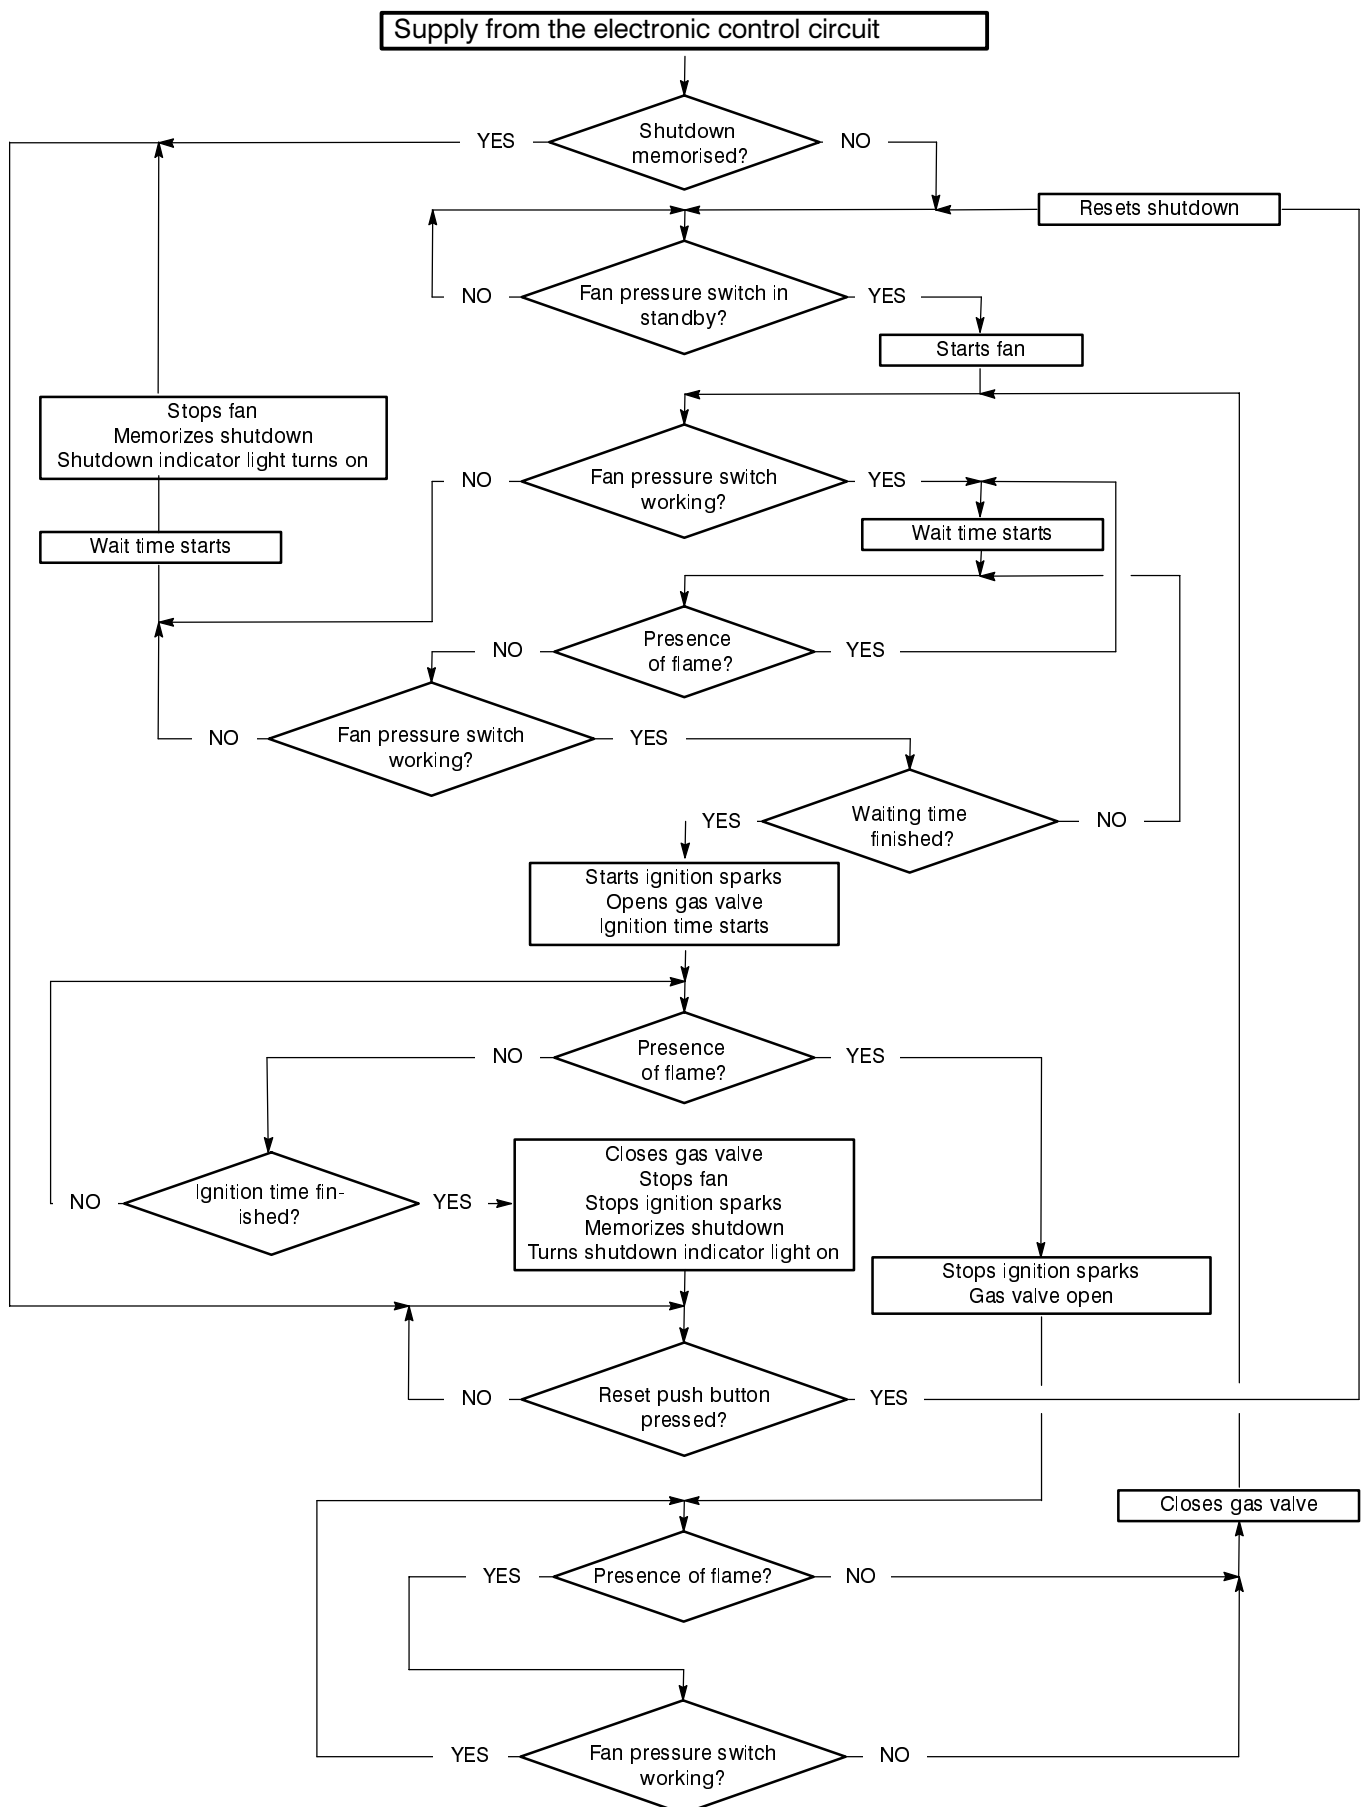 Supply from the electronic control circuit
Shutdown
memorised?
YES
NO
Resets shutdown
Fan pressure switch in
standby?
NO
YES
Starts fan
Stops fan
Memorizes shutdown
Shutdown indicator light turns on
Fan pressure switch
working?
NO
YES
Wait time starts
Wait time starts
Presence
of flame?
NO
YES
Fan pressure switch
working?
NO
YES
Waiting time
finished?
YES
NO
Starts ignition sparks
Opens gas valve
Ignition time starts
Presence
of flame?
NO
YES
Ignition time fin-
ished?
NO
YES
Closes gas valve
Stops fan
Stops ignition sparks
Memorizes shutdown
Turns shutdown indicator light on
Stops ignition sparks
Gas valve open
Reset push button
pressed?
NO
YES
Closes gas valve
Presence of flame?
YES
NO
Fan pressure switch
working?
YES
NO